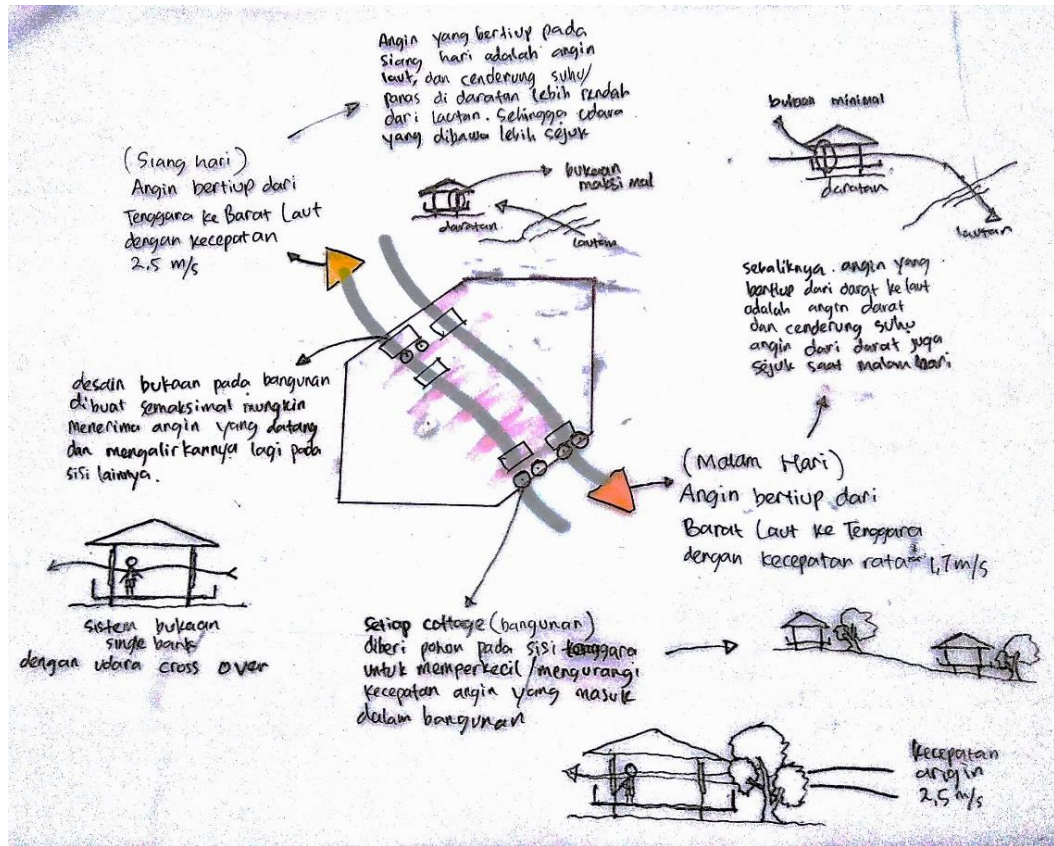 Angin yang bertiup pada
siang hari adalah angin
laut, dan cenderung suhu/
panas di daratan lebih rendah
dari lautan. Sehingga udara
yang dibawa lebih sejuk
(Siang hari)
Angin bertiup dari
Tenggara ke Barat Laut
dengan kecepatan
2,5 m/s
bukaan
maksimal
daratan
lautan
bukaan minimal
daratan
lautan
sebaliknya. angin yang
bertiup dari darat ke laut
adalah angin darat
dan cenderung suhu
angin dari darat juga
sejuk saat malam hari
desain bukaan pada bangunan
dibuat semaksimal mungkin
menerima angin yang datang
dan mengalirkannya lagi pada
sisi lainnya.
(Malam Hari)
Angin bertiup dari
Barat Laut ke Tenggara
dengan kecepatan rata² 1,7 m/s
sistem bukaan
single bank
dengan udara cross over
setiap cottage (bangunan)
diberi pohon pada sisi tenggara
untuk memperkecil/mengurangi
kecepatan angin yang masuk
dalam bangunan
kecepatan
angin
2,5 m/s